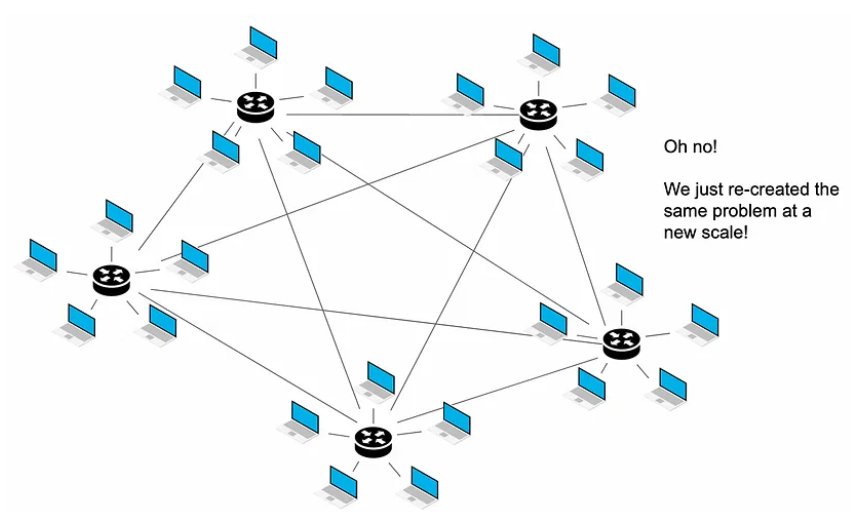 Oh no!
We just re-created the
same problem at a
new scale!